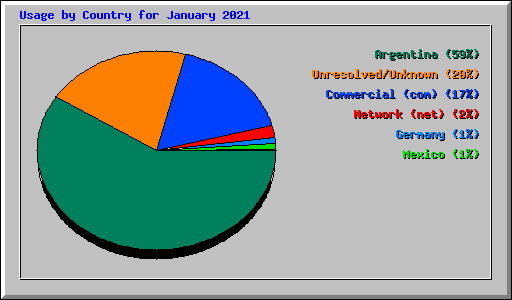 Usage by Country for January 2021
Argentina (59%)
Unresolved/Unknown (20%)
Commercial (com) (17%)
Network (net) (2%)
Germany (1%)
Mexico (1%)